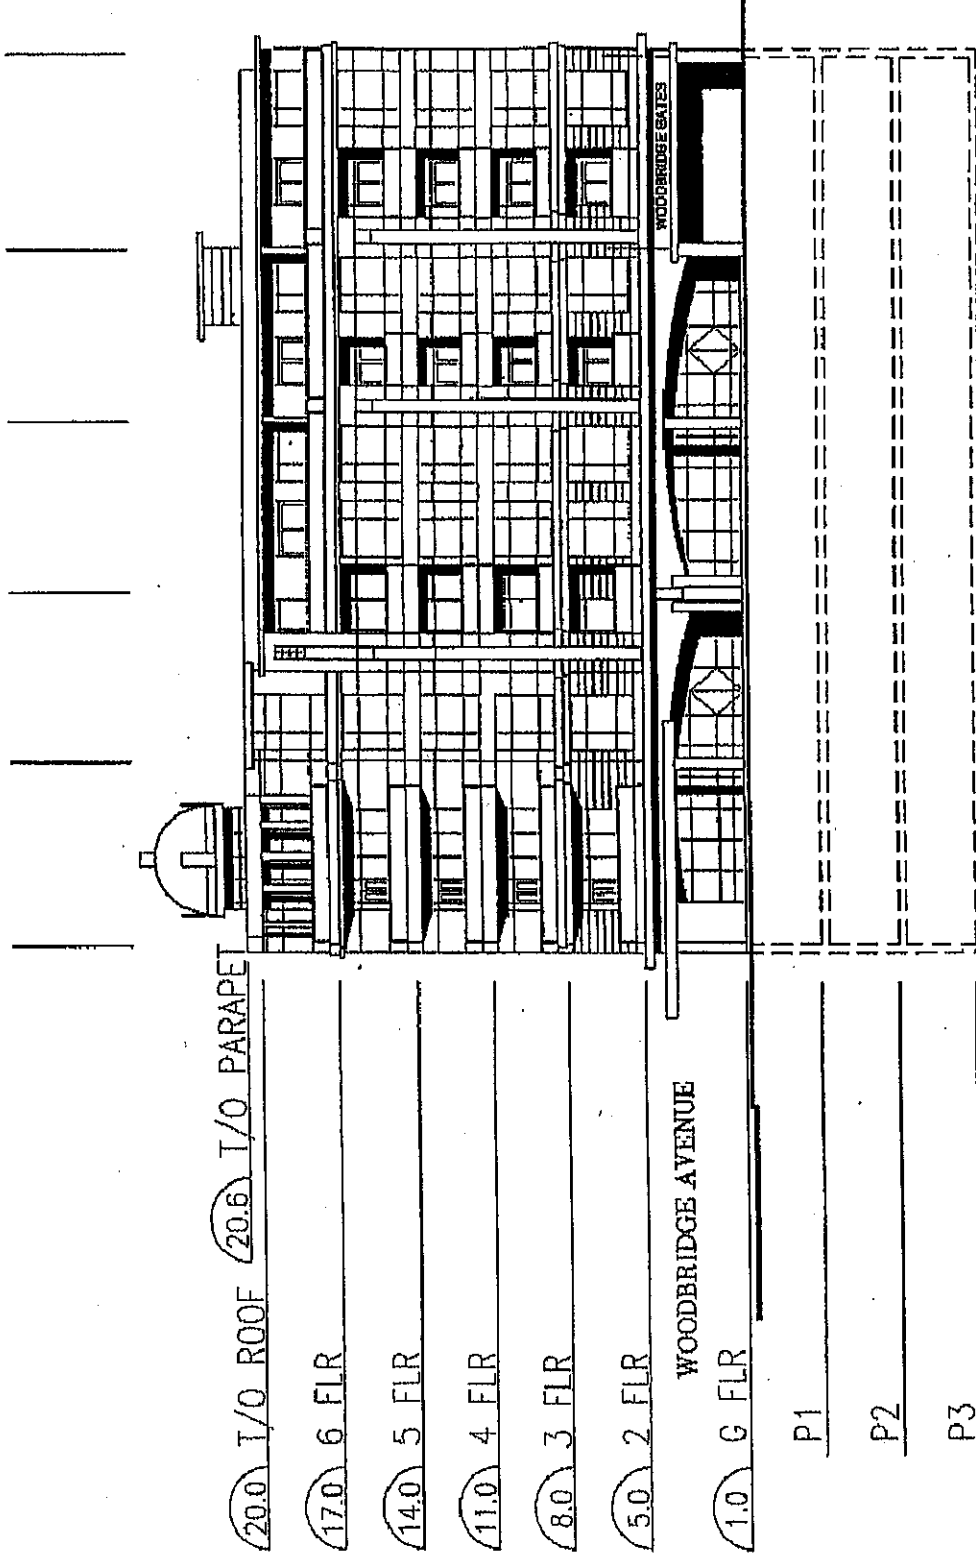 20.0 T/O ROOF 20.6 T/O PARAPET
17.0 6 FLR
14.0 5 FLR
11.0 4 FLR
8.0 3 FLR
5.0 2 FLR
WOODBRIDGE GATES
WOODBRIDGE AVENUE
1.0 G FLR
P1
P2
P3